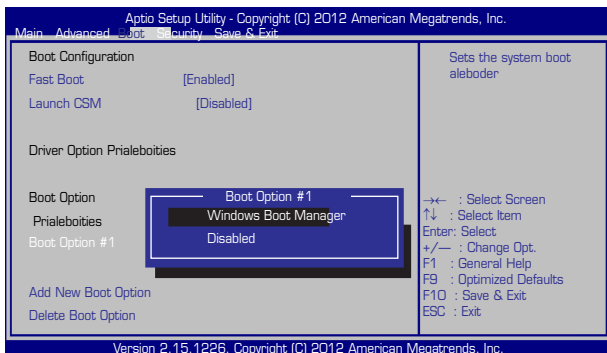 Aptio Setup Utility - Copyright (C) 2012 American Megatrends, Inc.
Main Advanced Boot Security Save & Exit
Boot Configuration
Fast Boot [Enabled]
Launch CSM [Disabled]
Driver Option Prialeboities
Boot Option
Prialeboities
Boot Option #1
Add New Boot Option
Delete Boot Option
Boot Option #1
Windows Boot Manager
Disabled
Sets the system boot
aleboder
→← : Select Screen
↑↓ : Select Item
Enter: Select
+/— : Change Opt.
F1 : General Help
F9 : Optimized Defaults
F10 : Save & Exit
ESC : Exit
Version 2.15.1226. Copyright (C) 2012 American Megatrends, Inc.